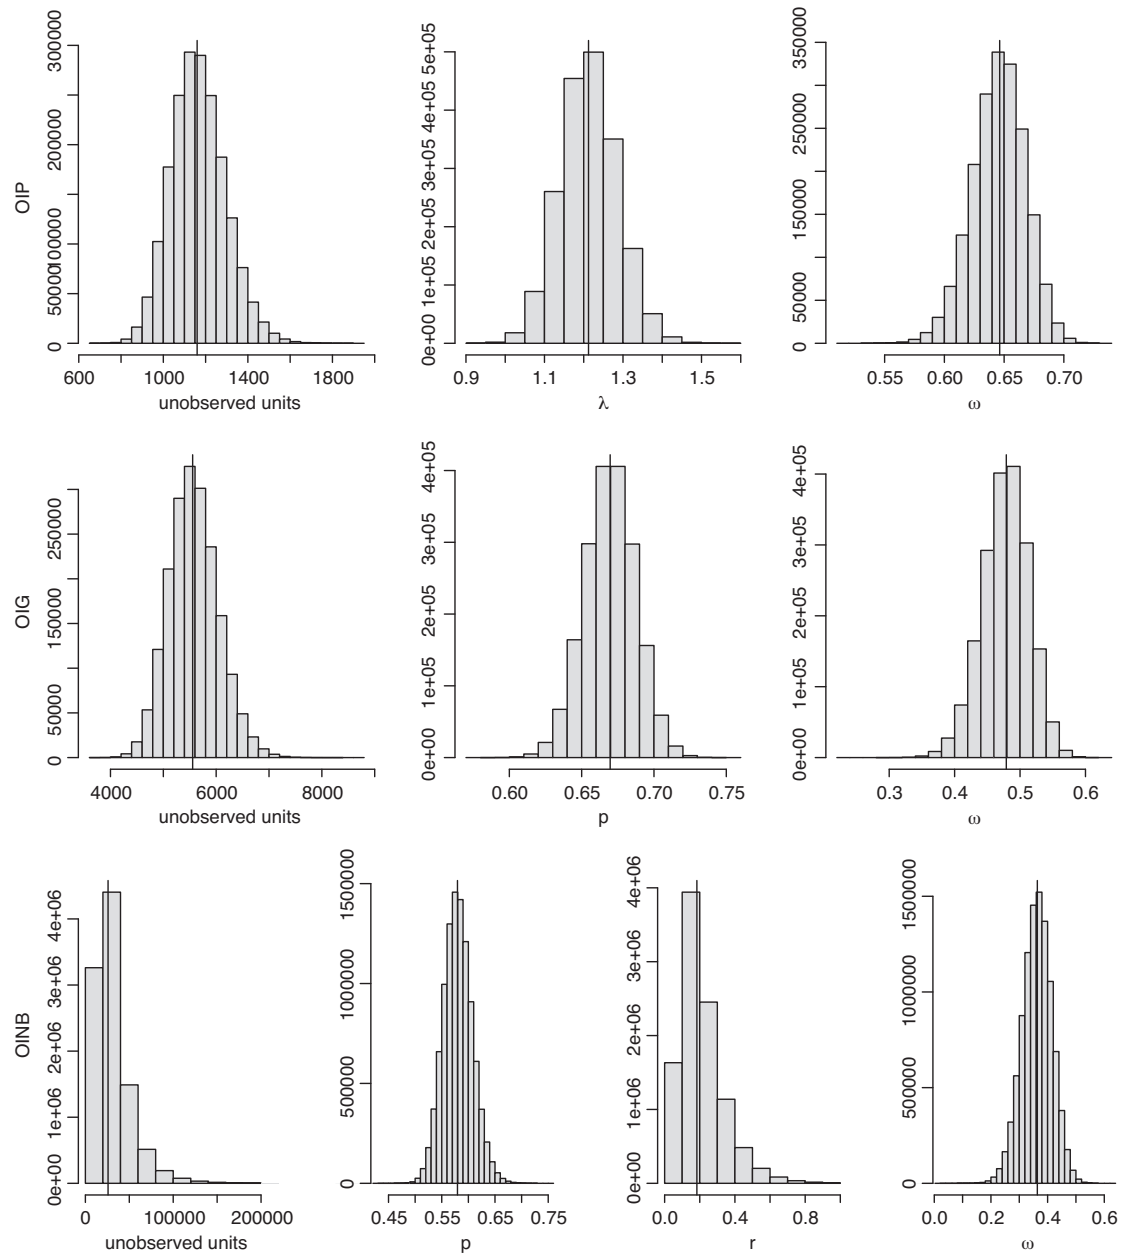 OIP
300000
200000
100000
50000
0
600 1000 1400 1800
unobserved units
5e+05
4e+05
3e+05
2e+05
1e+05
0e+00
0.9 1.1 1.3 1.5
λ
350000
250000
150000
50000
0
0.55 0.60 0.65 0.70
ω
OIG
250000
150000
50000
0
4000 6000 8000
unobserved units
4e+05
3e+05
2e+05
1e+05
0e+00
0.60 0.65 0.70 0.75
p
4e+05
3e+05
2e+05
1e+05
0e+00
0.3 0.4 0.5 0.6
ω
OINB
4e+06
3e+06
2e+06
1e+06
0e+00
0 100000 200000
unobserved units
1500000
1000000
500000
0
0.45 0.55 0.65 0.75
p
4e+06
3e+06
2e+06
1e+06
0e+00
0.0 0.4 0.8
r
1500000
1000000
500000
0
0.0 0.2 0.4 0.6
ω